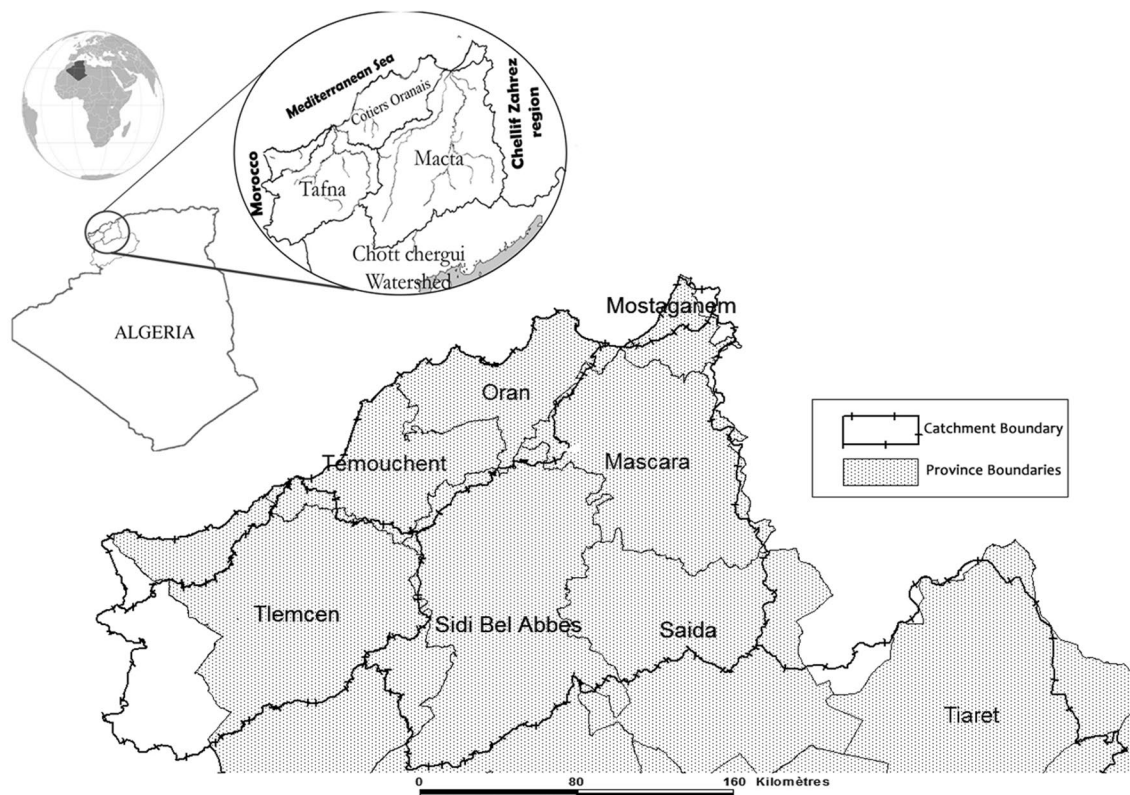 Mediterranean Sea
Cotiers Oranais
Chellif Zahrez
region
Macta
Morocco
Tafna
Chott chergui
Watershed
ALGERIA
Mostaganem
Oran
Temouchent
Mascara
Catchment Boundary
Province Boundaries
Tlemcen
Sidi Bel Abbes
Saida
Tiaret
0 80 160 Kilomètres